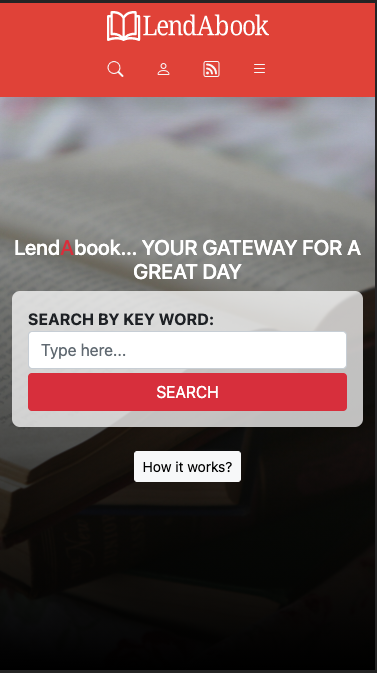 LendAbook
LendAbook... YOUR GATEWAY FOR A
GREAT DAY
SEARCH BY KEY WORD:
Type here...
SEARCH
How it works?